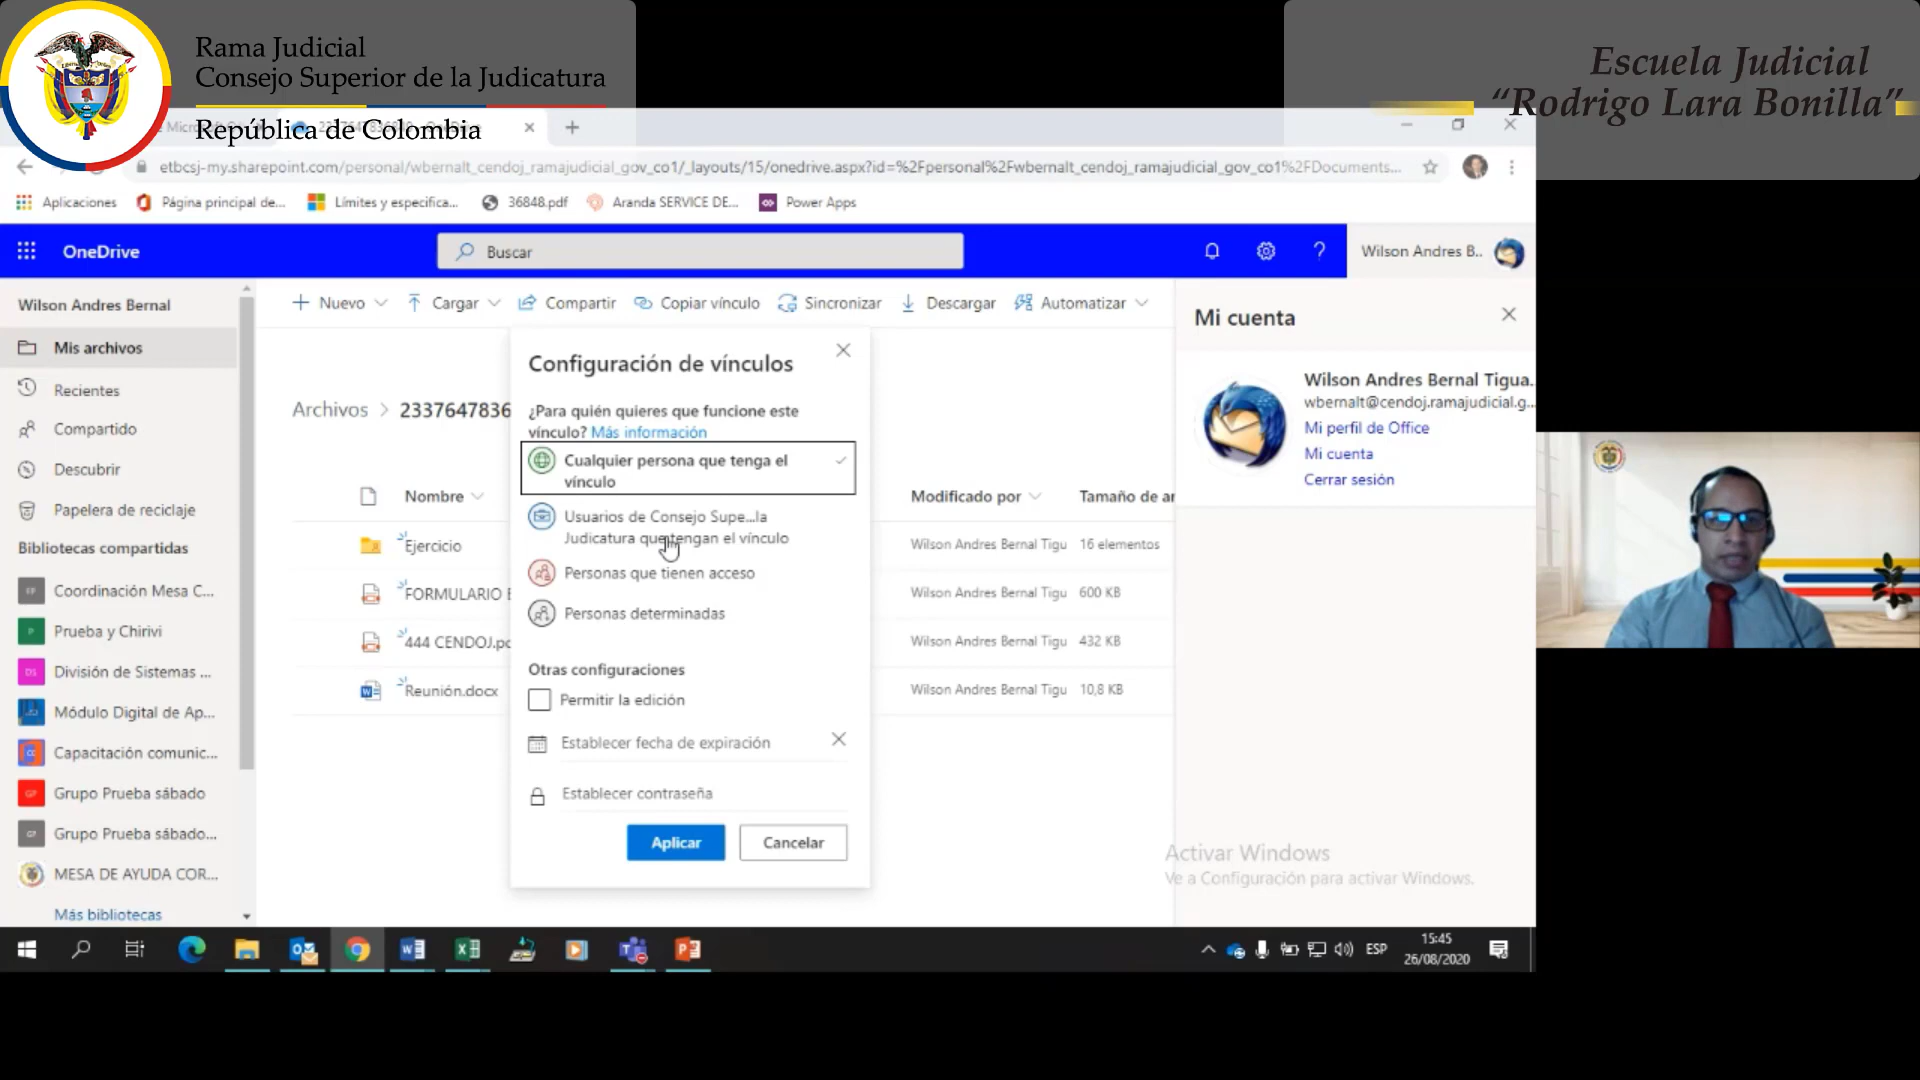 Rama Judicial
Consejo Superior de la Judicatura
República de Colombia
Escuela Judicial
“Rodrigo Lara Bonilla”
etbcsj-my.sharepoint.com/personal/wbernalt_cendoj_ramajudicial_gov_co1/_layouts/15/onedrive.aspx?id=%2Fpersonal%2Fwbernalt_cendoj_ramajudicial_gov_co1%2FDocuments...
Aplicaciones
Página principal de...
Límites y especifica...
36848.pdf
Aranda SERVICE DE...
Power Apps
OneDrive
Buscar
Wilson Andres B..
Wilson Andres Bernal
Mis archivos
Recientes
Compartido
Descubrir
Papelera de reciclaje
Bibliotecas compartidas
Coordinación Mesa C...
Prueba y Chirivi
División de Sistemas ...
Módulo Digital de Ap...
Capacitación comunic...
Grupo Prueba sábado
Grupo Prueba sábado...
MESA DE AYUDA COR...
Más bibliotecas
Nuevo
Cargar
Compartir
Copiar vínculo
Sincronizar
Descargar
Automatizar
Archivos > 2337647836
Nombre
Modificado por
Tamaño de ar
Ejercicio
Wilson Andres Bernal Tigu
16 elementos
FORMULARIO
Wilson Andres Bernal Tigu
600 KB
444 CENDOJ.pd
Wilson Andres Bernal Tigu
432 KB
Reunión.docx
Wilson Andres Bernal Tigu
10,8 KB
Configuración de vínculos
¿Para quién quieres que funcione este
vínculo? Más información
Cualquier persona que tenga el
vínculo
Usuarios de Consejo Supe...la
Judicatura que tengan el vínculo
Personas que tienen acceso
Personas determinadas
Otras configuraciones
Permitir la edición
Establecer fecha de expiración
Establecer contraseña
Aplicar
Cancelar
Mi cuenta
Wilson Andres Bernal Tigua...
wbernalt@cendoj.ramajudicial.g...
Mi perfil de Office
Mi cuenta
Cerrar sesión
Activar Windows
Ve a Configuración para activar Windows.
ESP
15:45
26/08/2020